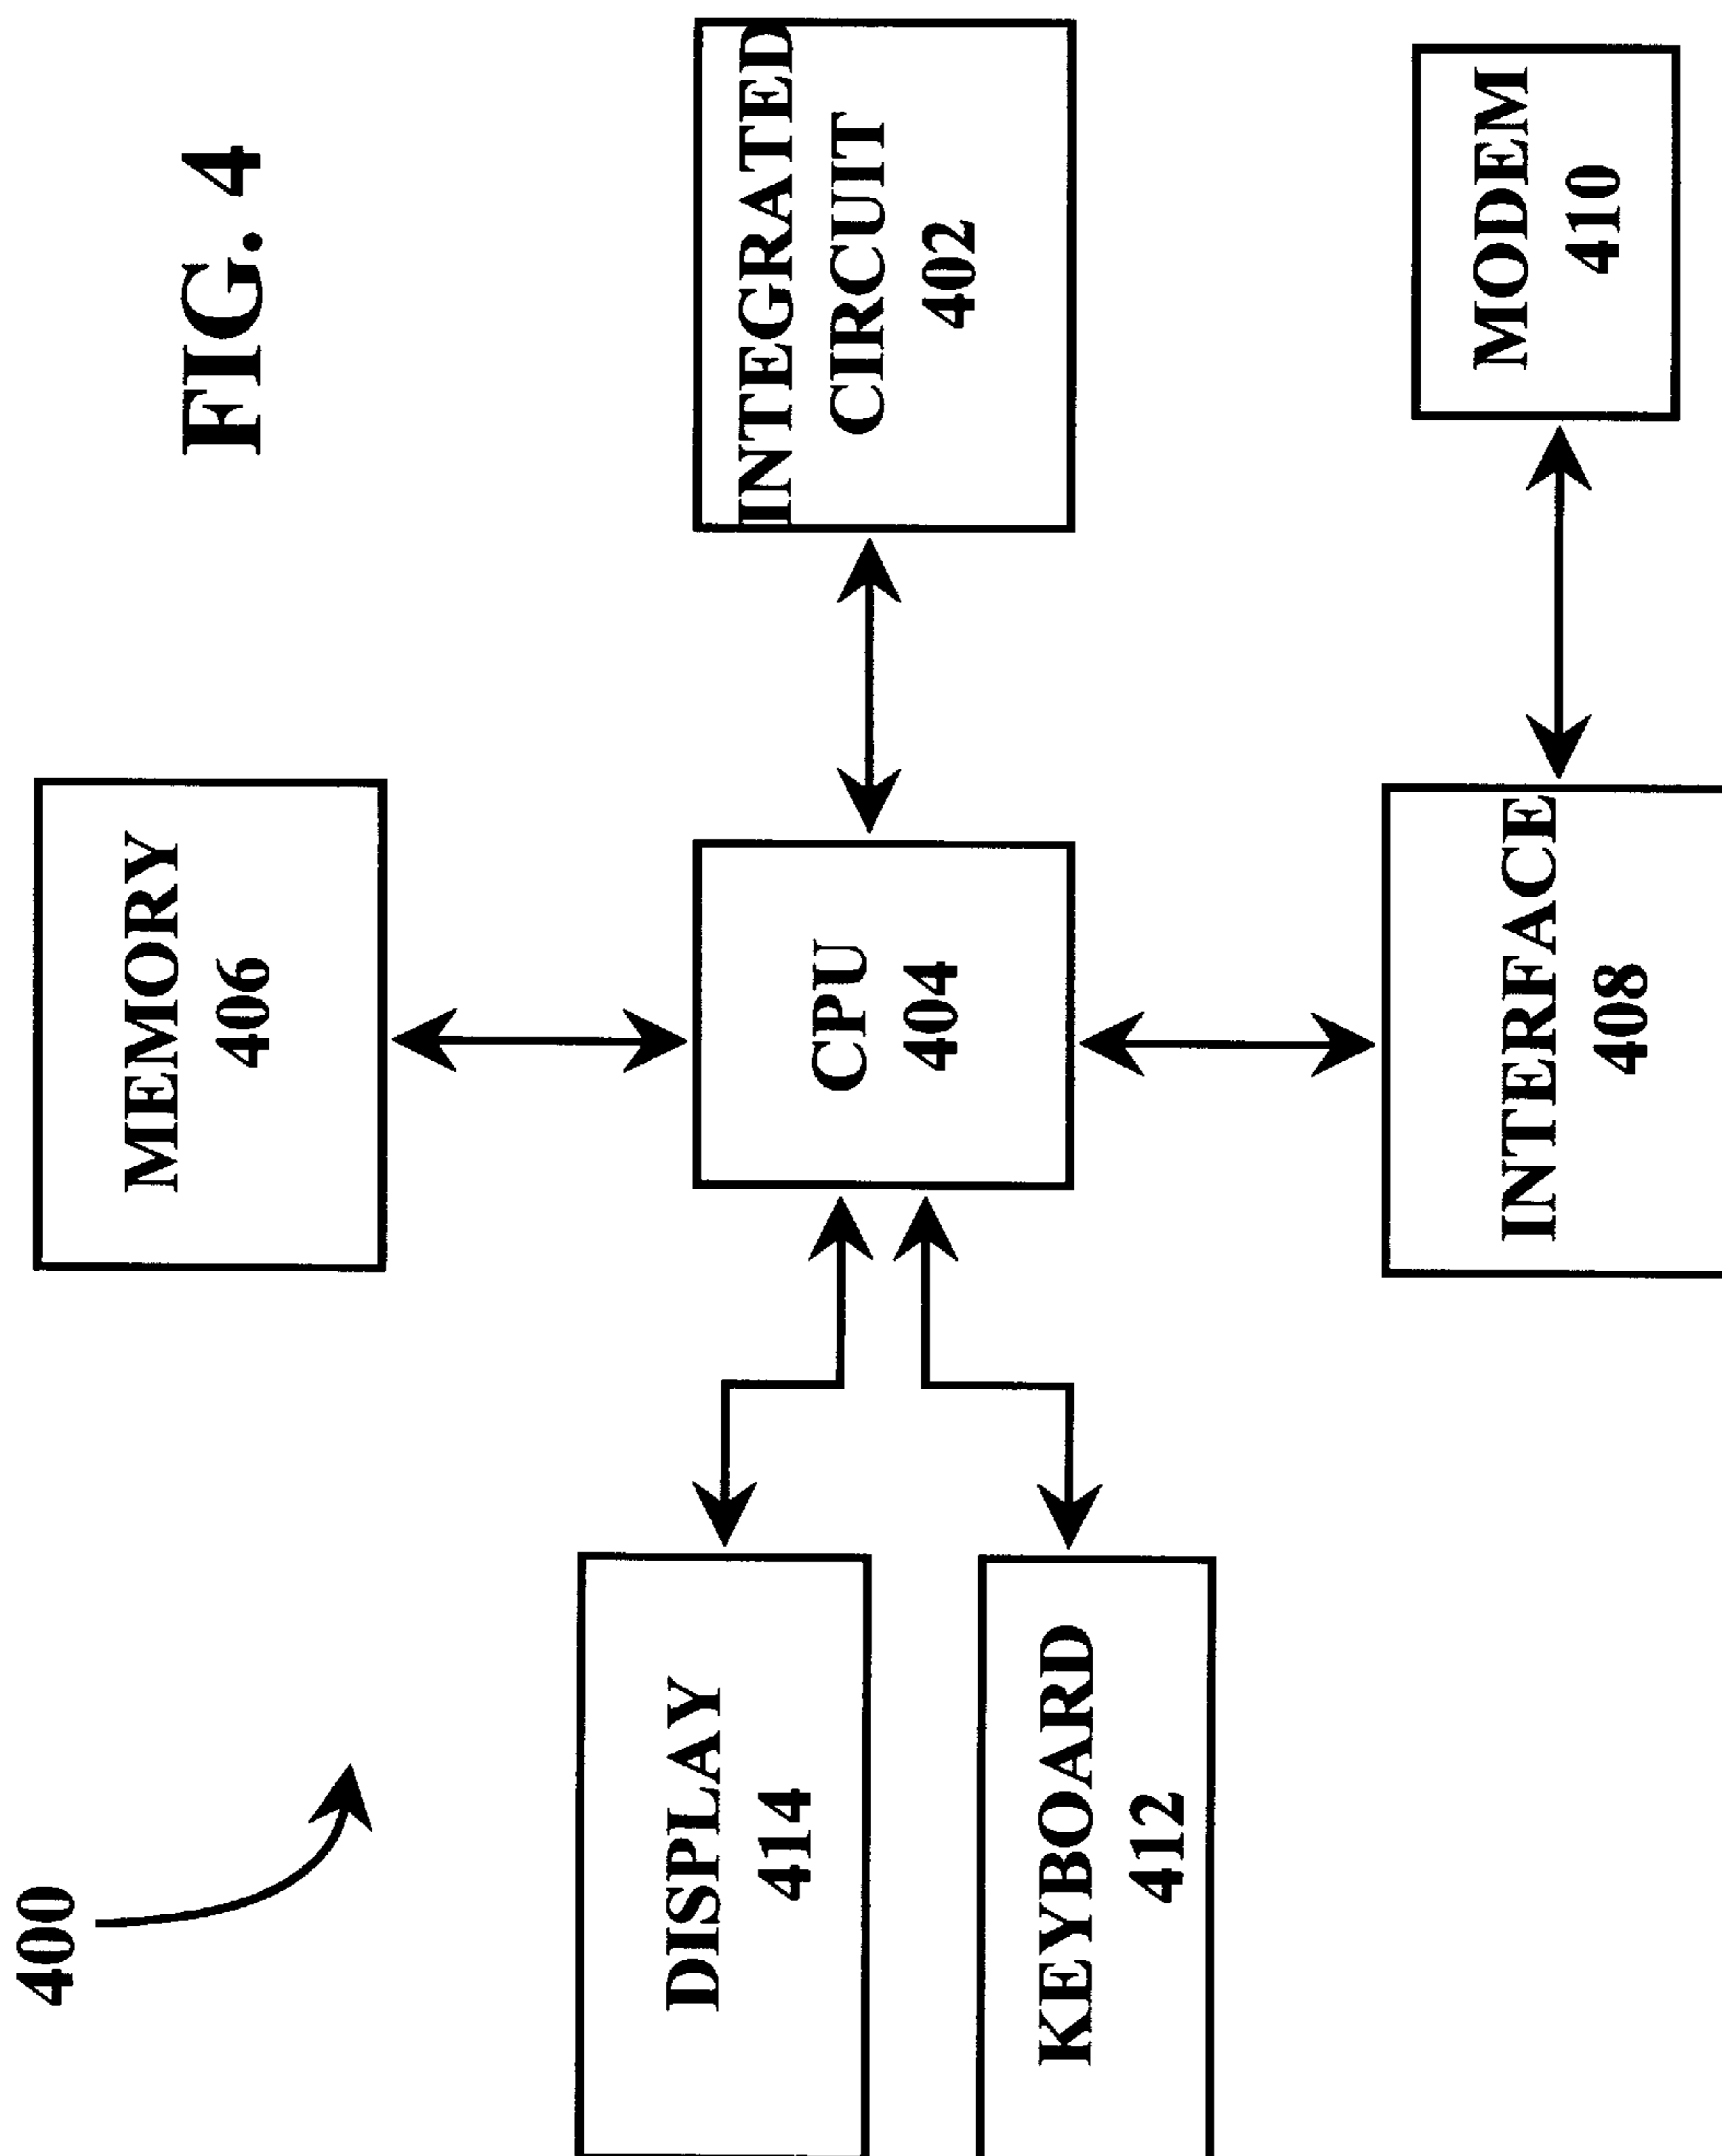 400
FIG. 4
MEMORY
406
DISPLAY
414
CPU
404
INTEGRATED
CIRCUIT
402
KEYBOARD
412
INTERFACE
408
MODEM
410